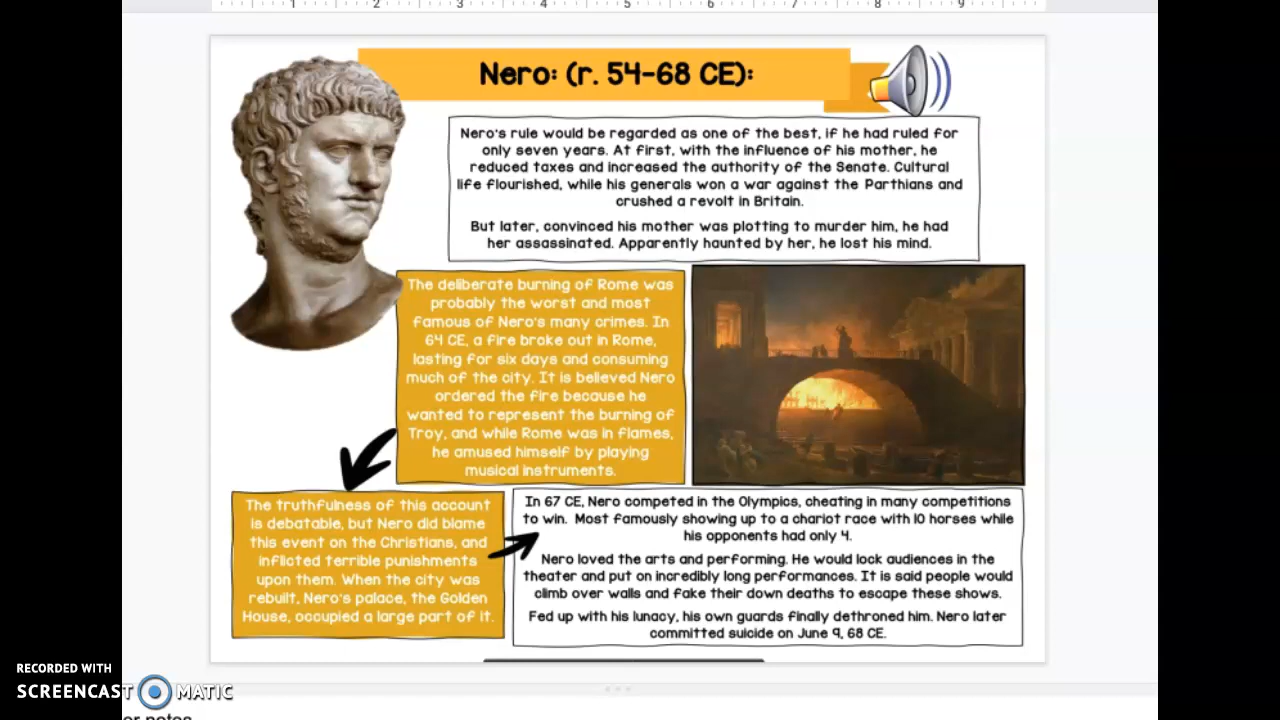 1 2 3 4 5 6 7 8 9
Nero: (r. 54-68 CE):
Nero's rule would be regarded as one of the best, if he had ruled for
only seven years. At first, with the influence of his mother, he
reduced taxes and increased the authority of the Senate. Cultural
life flourished, while his generals won a war against the Parthians and
crushed a revolt in Britain.
But later, convinced his mother was plotting to murder him, he had
her assassinated. Apparently haunted by her, he lost his mind.
The deliberate burning of Rome was
probably the worst and most
famous of Nero's many crimes. In
64 CE, a fire broke out in Rome,
lasting for six days and consuming
much of the city. It is believed Nero
ordered the fire because he
wanted to represent the burning of
Troy, and while Rome was in flames,
he amused himself by playing
musical instruments.
The truthfulness of this account
is debatable, but Nero did blame
this event on the Christians, and
inflicted terrible punishments
upon them. When the city was
rebuilt, Nero's palace, the Golden
House, occupied a large part of it.
In 67 CE, Nero competed in the Olympics, cheating in many competitions
to win. Most famously showing up to a chariot race with 10 horses while
his opponents had only 4.
Nero loved the arts and performing. He would lock audiences in the
theater and put on incredibly long performances. It is said people would
climb over walls and fake their down deaths to escape these shows.
Fed up with his lunacy, his own guards finally dethroned him. Nero later
committed suicide on June 9, 68 CE.
RECORDED WITH
SCREENCAST MATIC
er notes